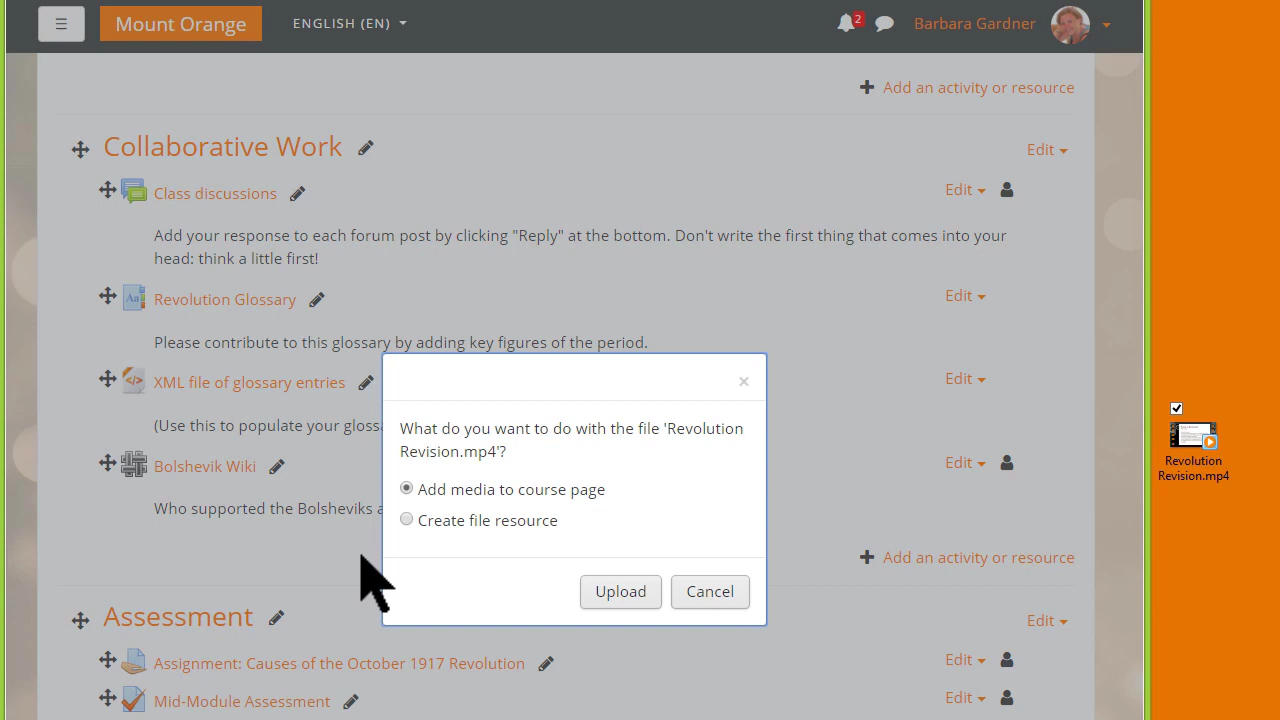 Mount Orange
ENGLISH (EN)
2
Barbara Gardner
Add an activity or resource
Collaborative Work
Edit
Class discussions
Edit
Add your response to each forum post by clicking "Reply" at the bottom. Don't write the first thing that comes into your
head: think a little first!
Revolution Glossary
Edit
Please contribute to this glossary by adding key figures of the period.
XML file of glossary entries
Edit
(Use this to populate your gloss
Bolshevik Wiki
Edit
Who supported the Bolsheviks a
Add an activity or resource
What do you want to do with the file 'Revolution
Revision.mp4'?
Add media to course page
Create file resource
Upload
Cancel
Assessment
Edit
Assignment: Causes of the October 1917 Revolution
Edit
Mid-Module Assessment
Edit
Revolution
Revision.mp4